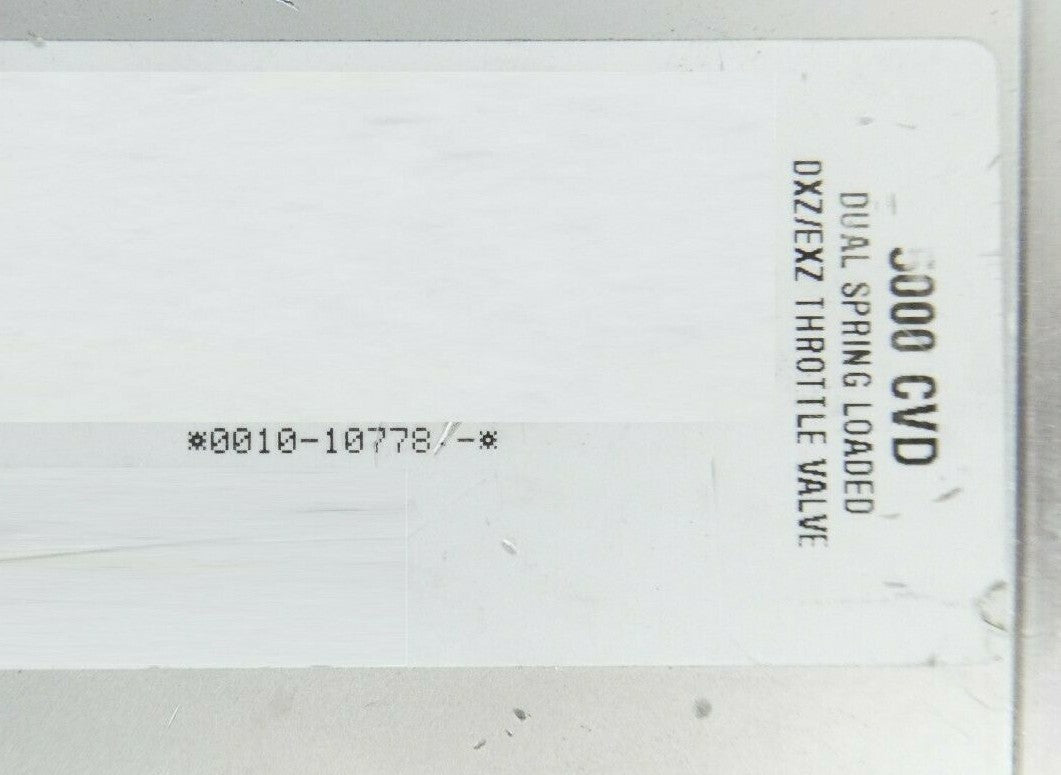 5000 CVD
DUAL SPRING LOADED
DXZ/EXZ THROTTLE VALVE
*0010-10778/-*